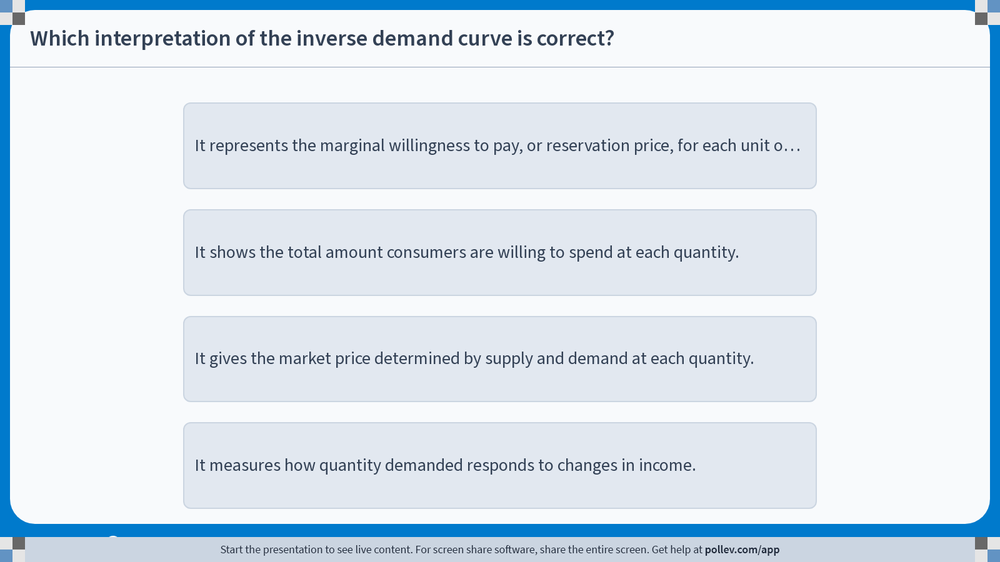 Which interpretation of the inverse demand curve is correct?
It represents the marginal willingness to pay, or reservation price, for each unit o…
It shows the total amount consumers are willing to spend at each quantity.
It gives the market price determined by supply and demand at each quantity.
It measures how quantity demanded responds to changes in income.
Start the presentation to see live content. For screen share software, share the entire screen. Get help at pollev.com/app